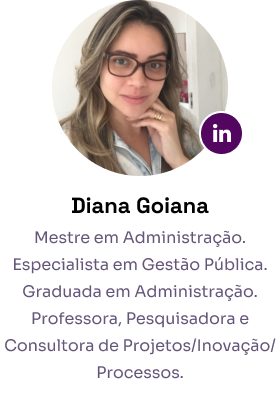 in
Diana Goiana
Mestre em Administração.
Especialista em Gestão Pública.
Graduada em Administração.
Professora, Pesquisadora e
Consultora de Projetos/Inovação/
Processos.